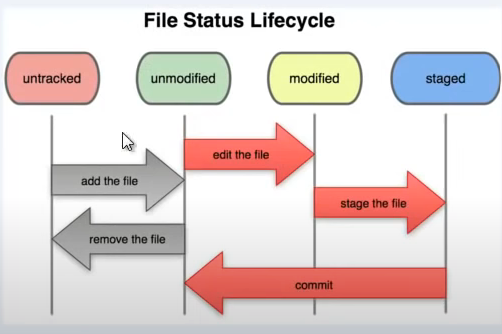 File Status Lifecycle
untracked
unmodified
modified
staged
edit the file
add the file
stage the file
remove the file
commit